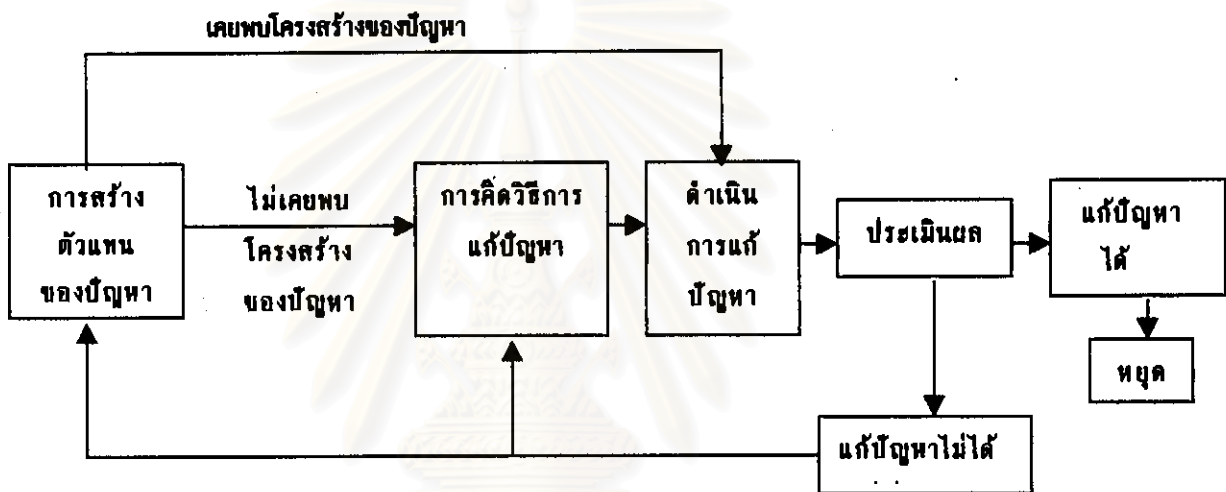 เคยพบโครงสร้างของปัญหา
การสร้าง
ตัวแทน
ของปัญหา
ไม่เคยพบ
โครงสร้าง
ของปัญหา
การคิดวิธีการ
แก้ปัญหา
ดำเนิน
การแก้
ปัญหา
ประเมินผล
แก้ปัญหา
ได้
หยุด
แก้ปัญหาไม่ได้